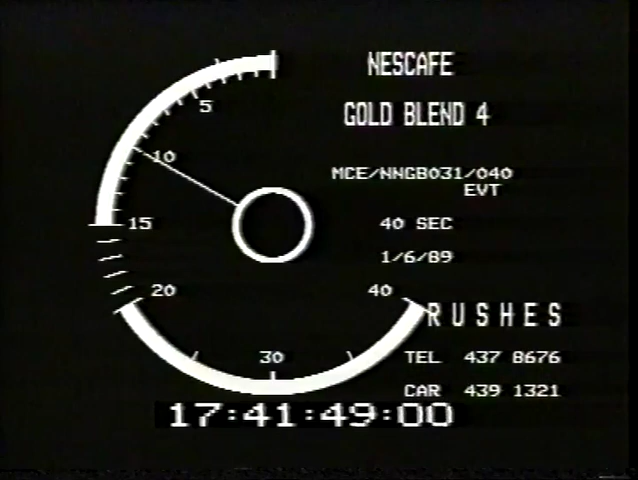 NESCAFE
GOLD BLEND 4
5
10
MCE/NNGB031/040
EVT
15
40 SEC
1/6/89
20
40
RUSHES
30
TEL 437 8676
CAR 439 1321
17:41:49:00